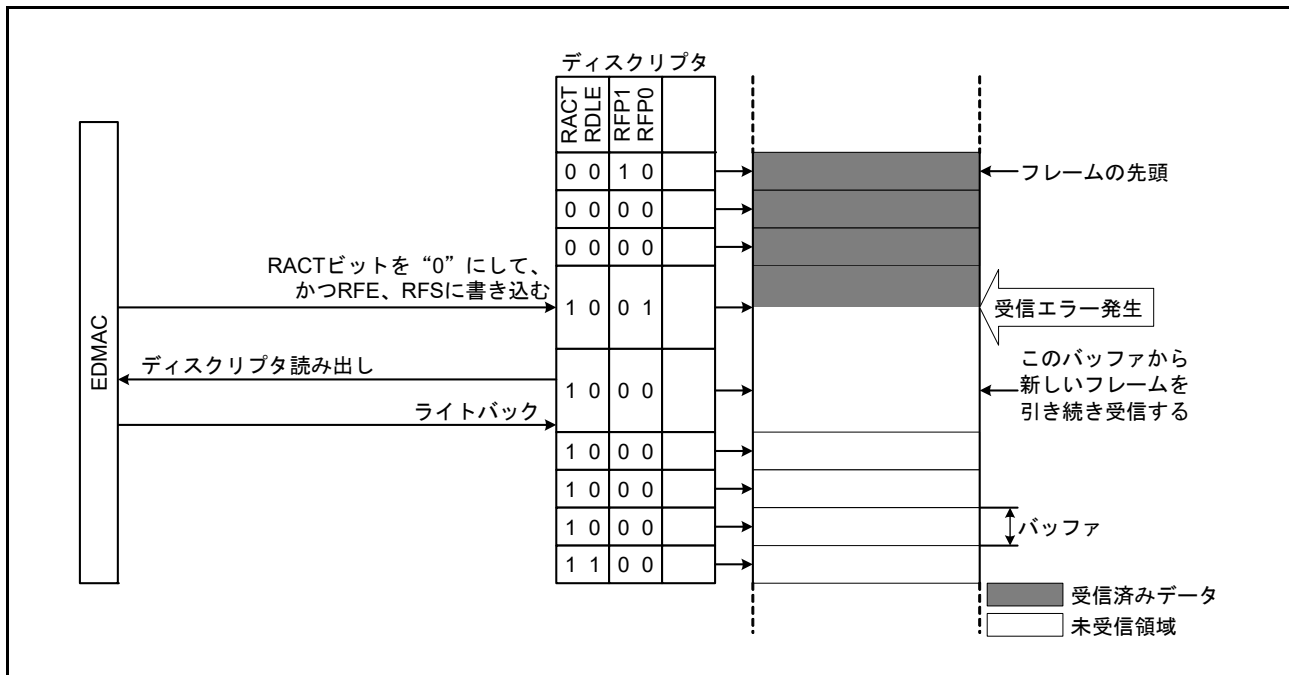 ディスクリプタ
RACT
RDLE
RFP1
RFP0
0 0 1 0
フレームの先頭
0 0 0 0
0 0 0 0
RACTビットを“0”にして、
かつRFE、RFSに書き込む
1 0 0 1
受信エラー発生
EDMAC
ディスクリプタ読み出し
1 0 0 0
このバッファから
新しいフレームを
引き続き受信する
ライトバック
1 0 0 0
1 0 0 0
1 0 0 0
バッファ
1 1 0 0
受信済みデータ
未受信領域